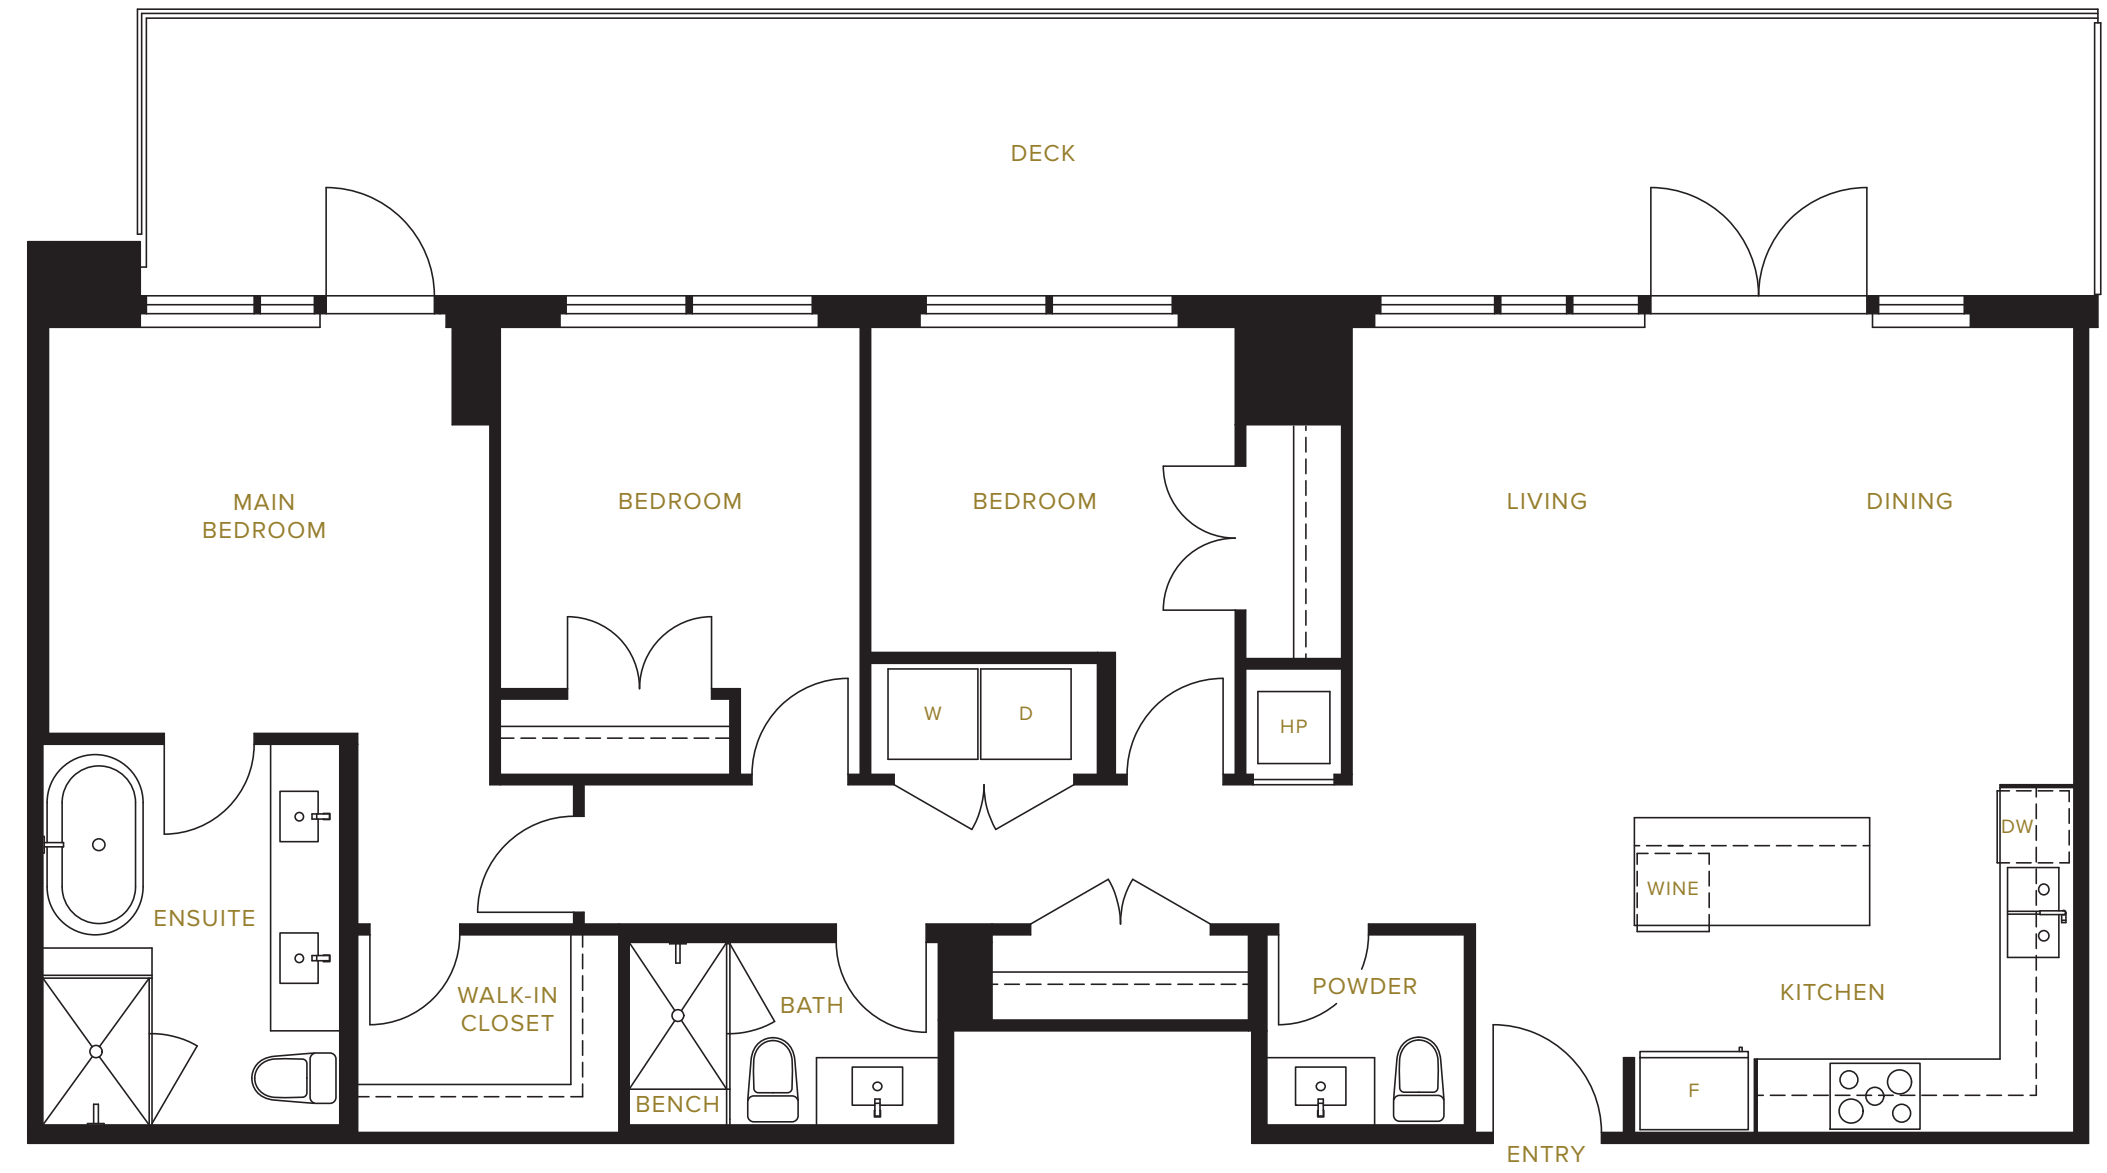 DECK
MAIN
BEDROOM
BEDROOM
BEDROOM
LIVING
DINING
W
D
HP
DW
WINE
ENSUITE
WALK-IN
CLOSET
BATH
POWDER
KITCHEN
BENCH
F
ENTRY